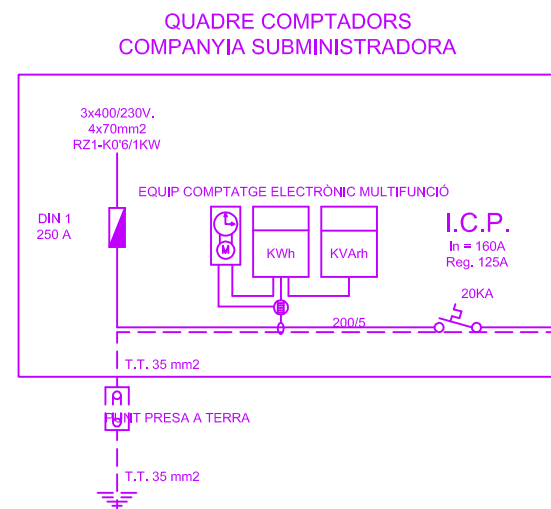 QUADRE COMPTADORS
COMPANYIA SUBMINISTRADORA
3x400/230V.
4x70mm2
RZ1-K0'6/1KW
EQUIP COMPTATGE ELECTRÒNIC MULTIFUNCIÓ
DIN 1
250 A
M
KWh
KVArh
I.C.P.
In = 160A
Reg. 125A
20KA
200/5
T.T. 35 mm2
PUNT PRESA A TERRA
T.T. 35 mm2